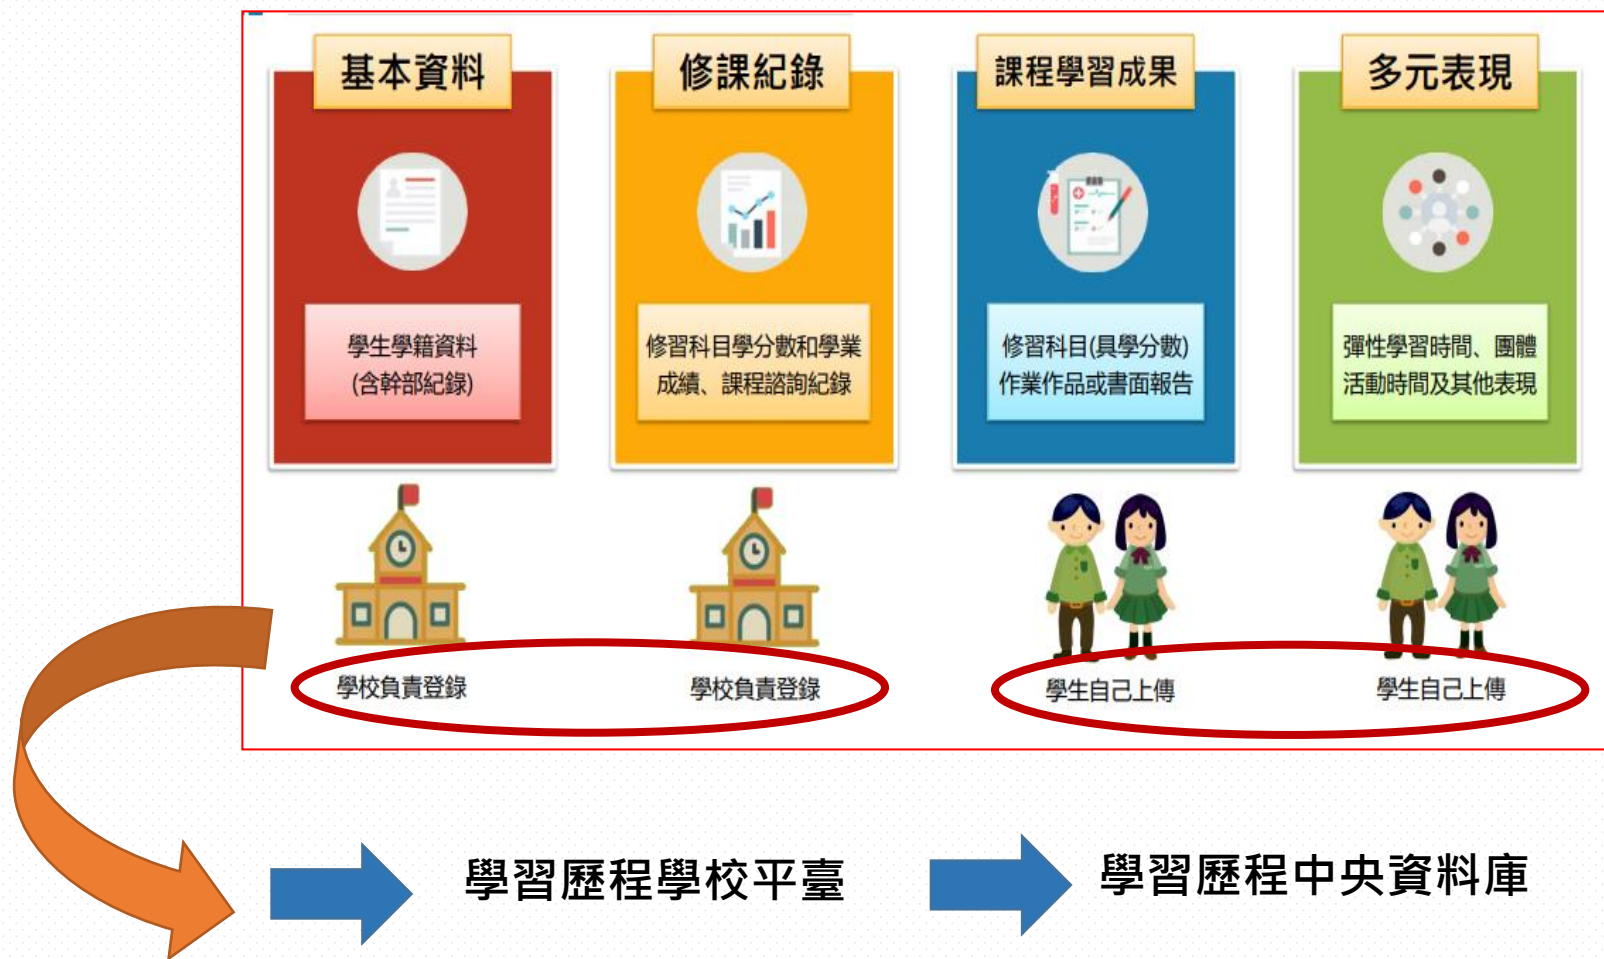 基本資料
修課紀錄
課程學習成果
多元表現
學生學籍資料
(含幹部紀錄)
修習科目學分數和學業
成績、課程諮詢紀錄
修習科目(具學分數)
作業作品或書面報告
彈性學習時間、團體
活動時間及其他表現
學校負責登錄
學校負責登錄
學生自己上傳
學生自己上傳
學習歷程學校平臺
學習歷程中央資料庫